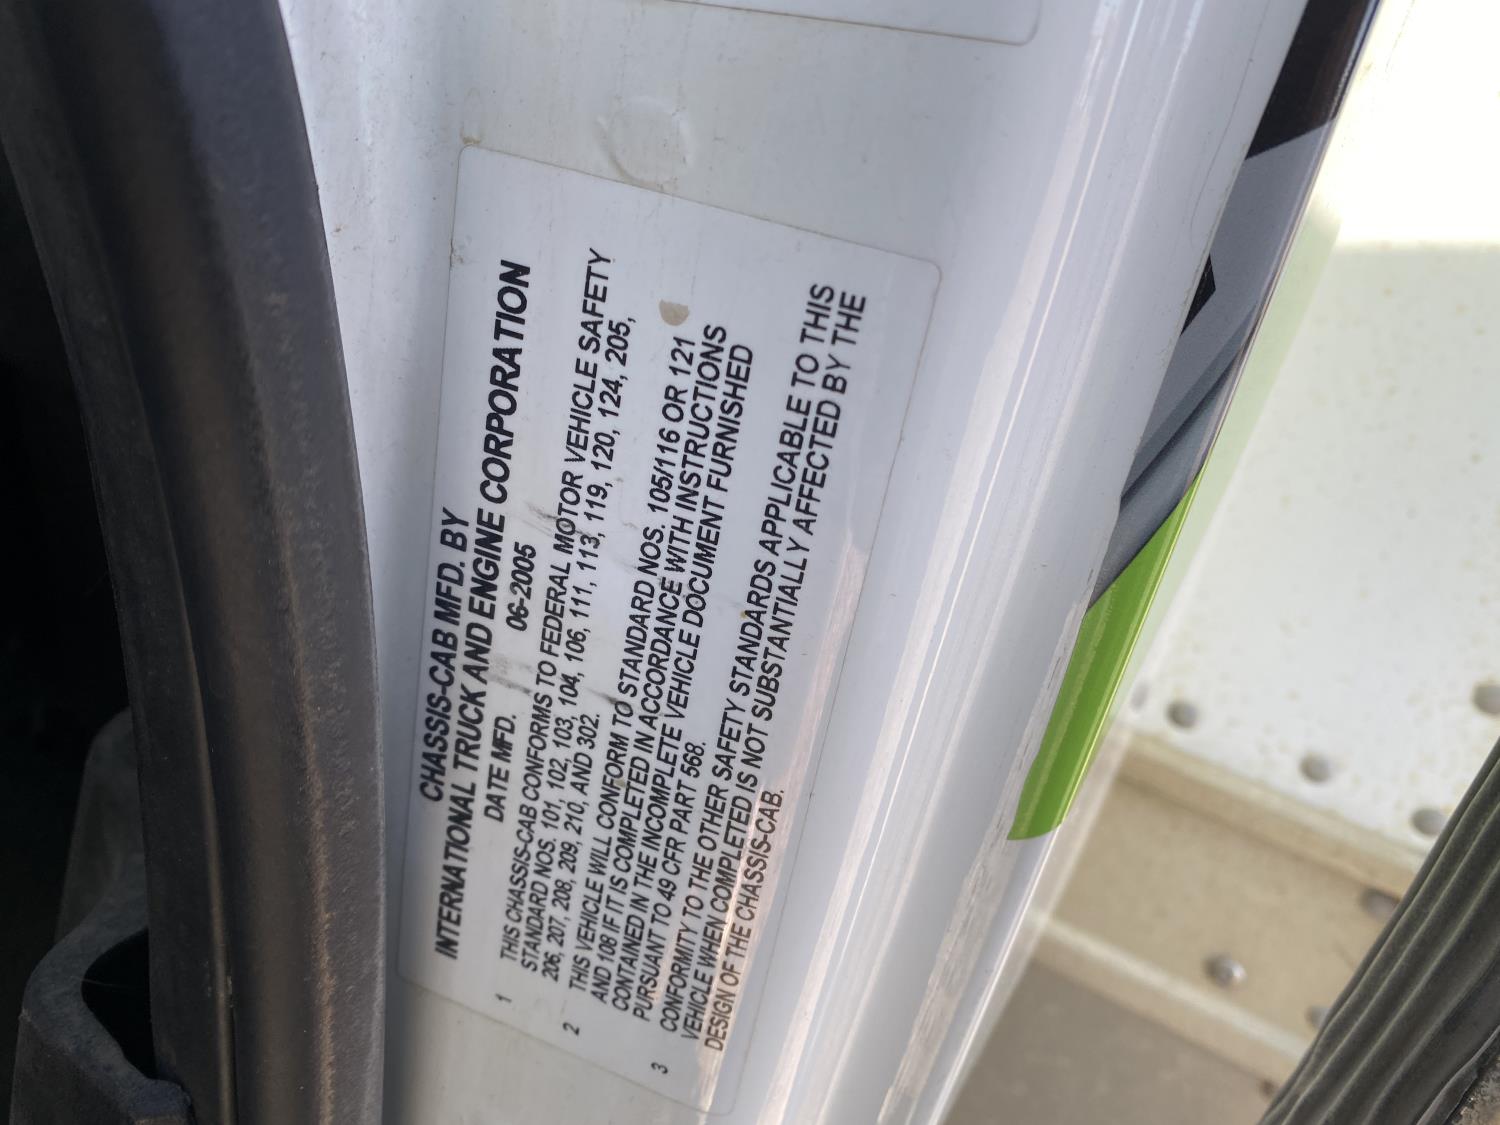 CHASSIS-CAB MFD. BY
INTERNATIONAL TRUCK AND ENGINE CORPORATION
DATE MFD. 06-2005
1 THIS CHASSIS-CAB CONFORMS TO FEDERAL MOTOR VEHICLE SAFETY
STANDARD NOS, 101, 102, 103, 104, 106, 111, 113, 119, 120, 124, 205,
206, 207, 208, 209, 210, AND 302.
2 THIS VEHICLE WILL CONFORM TO STANDARD NOS. 105/116 OR 121
AND 108 IF IT IS COMPLETED IN ACCORDANCE WITH INSTRUCTIONS
CONTAINED IN THE INCOMPLETE VEHICLE DOCUMENT FURNISHED
PURSUANT TO 49 CFR PART 568.
3 CONFORMITY TO THE OTHER SAFETY STANDARDS APPLICABLE TO THIS
VEHICLE WHEN COMPLETED IS NOT SUBSTANTIALLY AFFECTED BY THE
DESIGN OF THE CHASSIS-CAB.